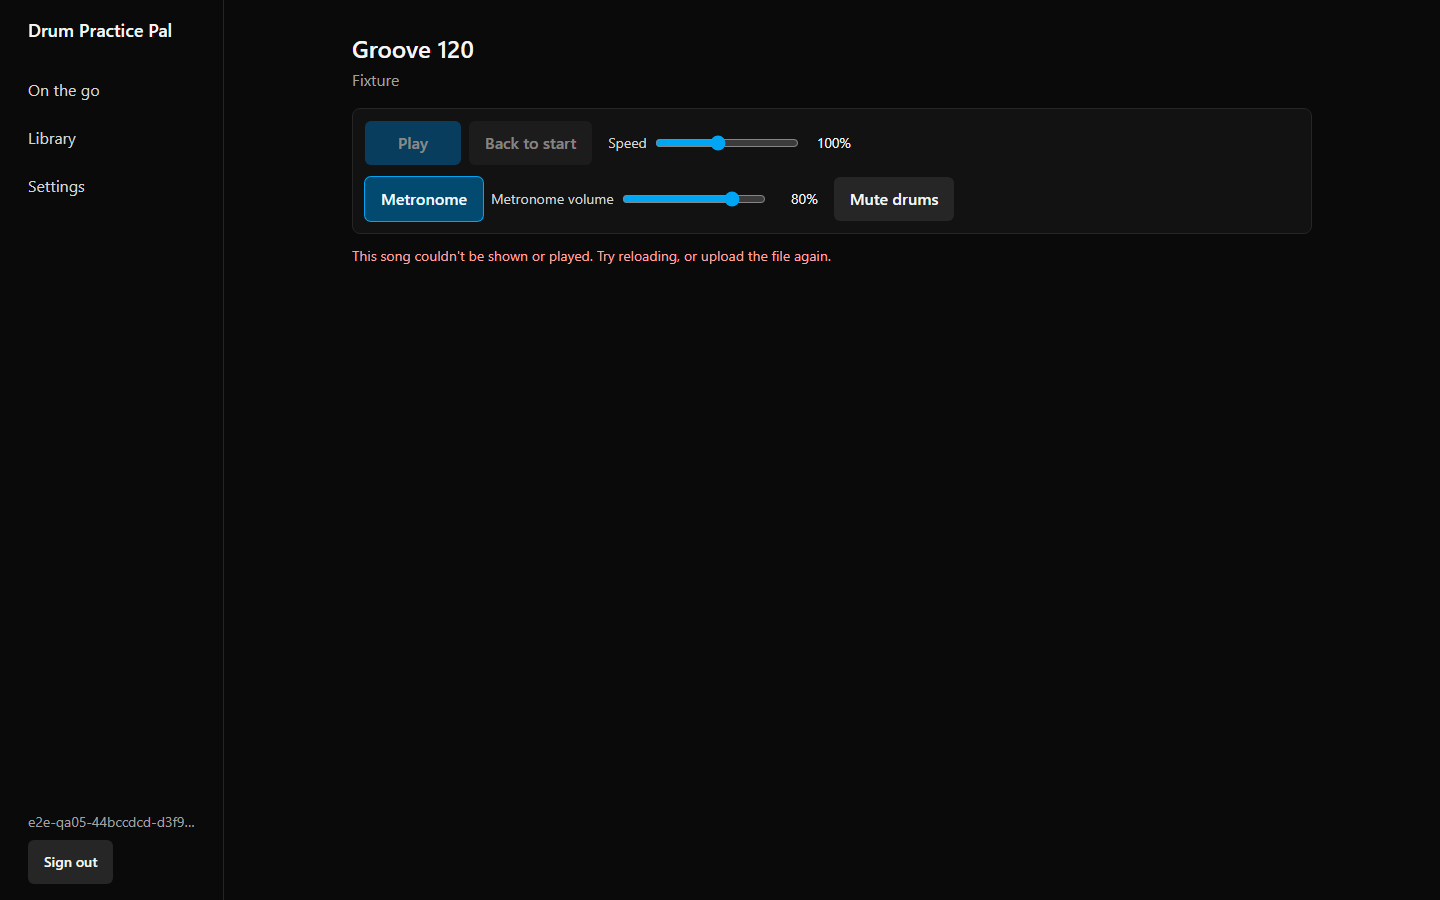 Drum Practice Pal
On the go
Library
Settings
Groove 120
Fixture
Play Back to start Speed 100%
Metronome Metronome volume 80% Mute drums
This song couldn't be shown or played. Try reloading, or upload the file again.
e2e-qa05-44bccdcd-d3f9...
Sign out